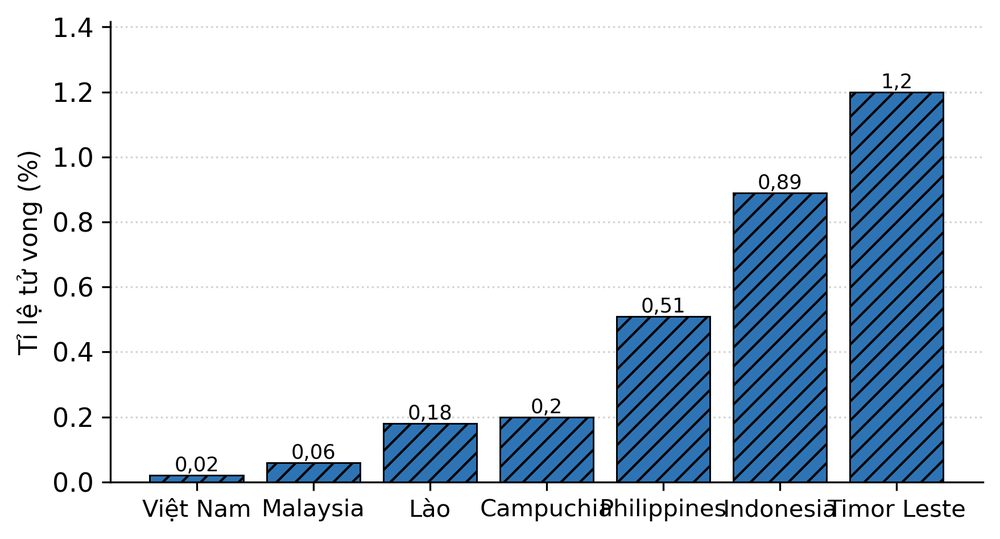 Tỉ lệ tử vong (%)
1.4
1.2
1.0
0.8
0.6
0.4
0.2
0.0
0,02
0,06
0,18
0,2
0,51
0,89
1,2
Việt Nam
Malaysia
Lào
Campuchia
Philippines
Indonesia
Timor Leste